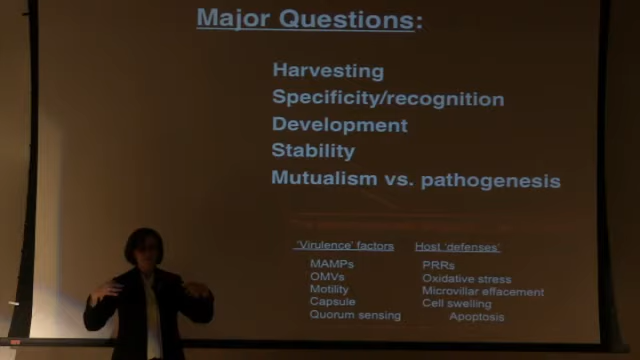 Major Questions:
Harvesting
Specificity/recognition
Development
Stability
Mutualism vs. pathogenesis
'Virulence' factors
MAMPs
OMVs
Motility
Capsule
Quorum sensing
Host 'defenses'
PRRs
Oxidative stress
Microvillar effacement
Cell swelling
Apoptosis